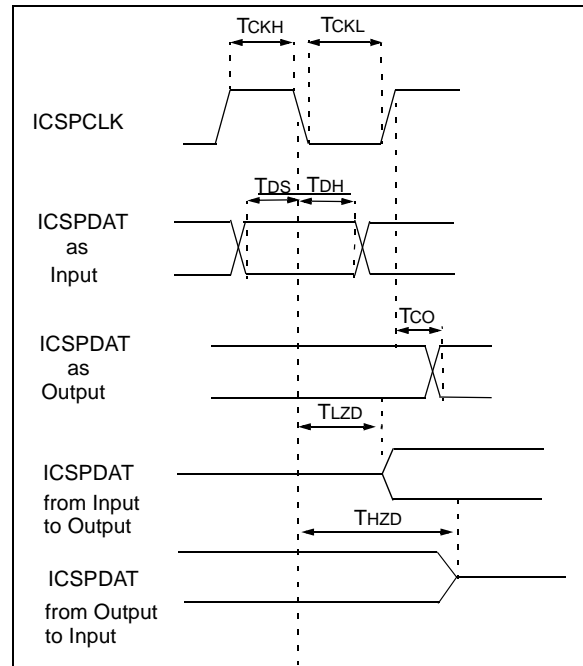 TCKH TCKL
ICSPCLK
TDS TDH
ICSPDAT
as
Input
TCO
ICSPDAT
as
Output
TLZD
ICSPDAT
from Input
to Output
THZD
ICSPDAT
from Output
to Input